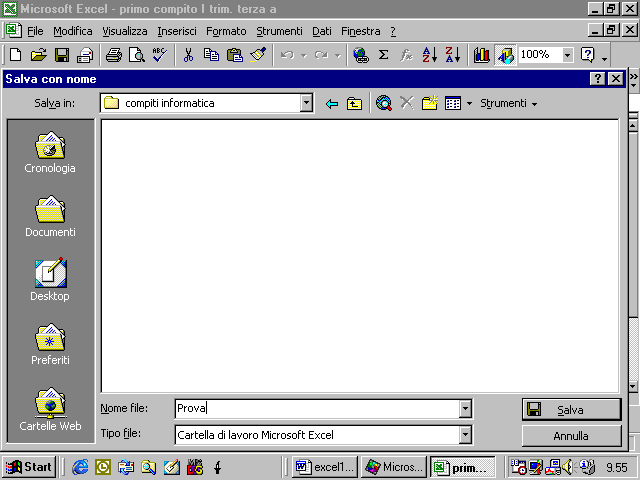 Microsoft Excel - primo compito I trim. terza a
File Modifica Visualizza Inserisci Formato Strumenti Dati Finestra ?
ABC Σ fx A Z Z A 100% ?
Salva con nome
Salva in: compiti informatica Strumenti
Cronologia
Documenti
Desktop
Preferiti
Cartelle Web
Nome file: Prova Salva
Tipo file: Cartella di lavoro Microsoft Excel Annulla
Start excel1... Micros... prim... 9.55